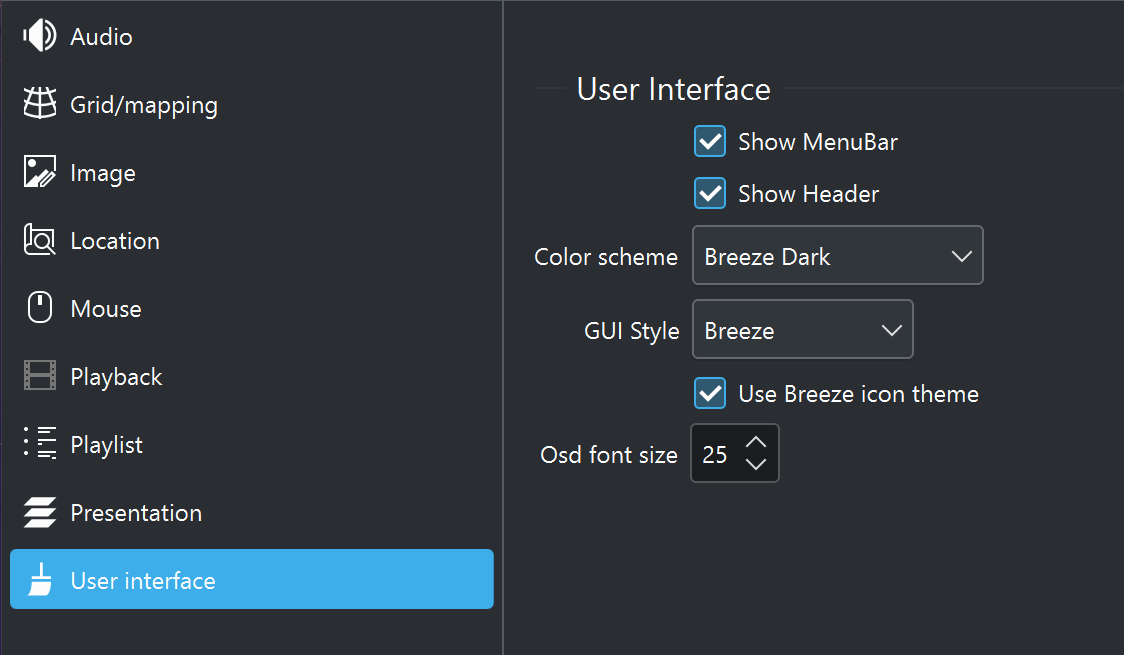 Audio
Grid/mapping
Image
Location
Mouse
Playback
Playlist
Presentation
User interface
User Interface
Show MenuBar
Show Header
Color scheme Breeze Dark
GUI Style Breeze
Use Breeze icon theme
Osd font size 25